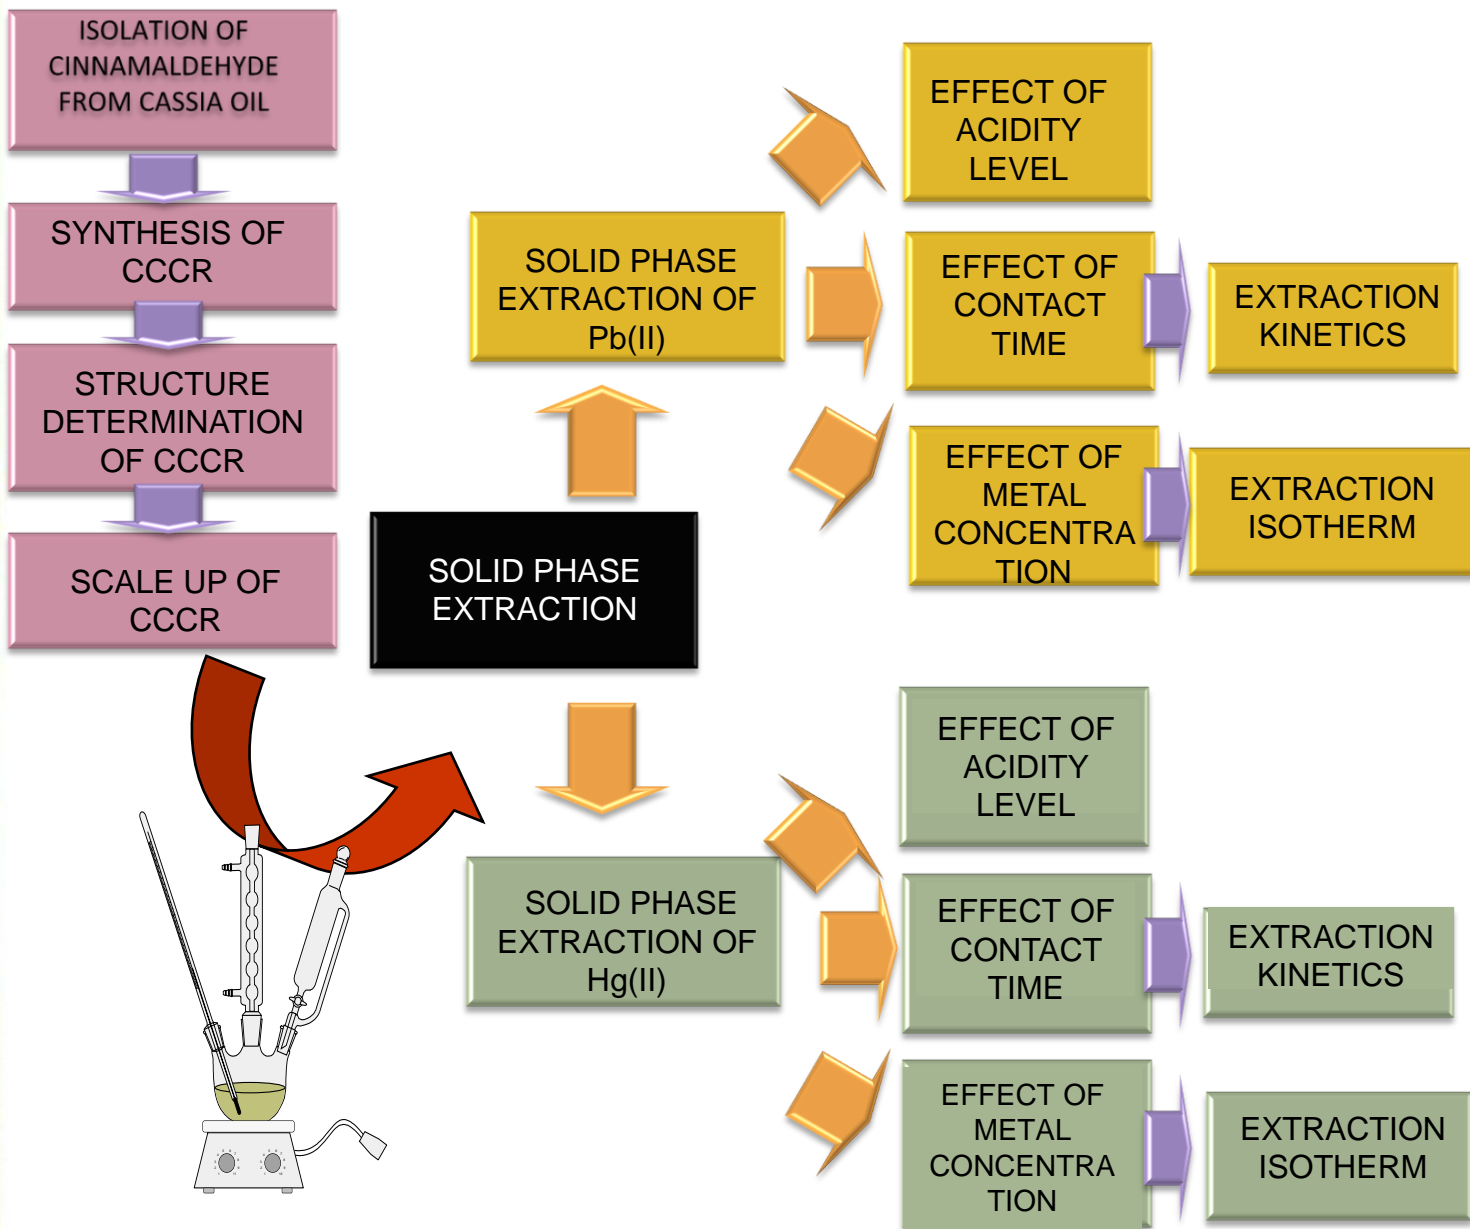 ISOLATION OF
CINNAMALDEHYDE
FROM CASSIA OIL
SYNTHESIS OF
CCCR
STRUCTURE
DETERMINATION
OF CCCR
SCALE UP OF
CCCR
SOLID PHASE
EXTRACTION
SOLID PHASE
EXTRACTION OF
Pb(II)
EFFECT OF
ACIDITY
LEVEL
EFFECT OF
CONTACT
TIME
EXTRACTION
KINETICS
EFFECT OF
METAL
CONCENTRA
TION
EXTRACTION
ISOTHERM
SOLID PHASE
EXTRACTION OF
Hg(II)
EFFECT OF
ACIDITY
LEVEL
EFFECT OF
CONTACT
TIME
EXTRACTION
KINETICS
EFFECT OF
METAL
CONCENTRA
TION
EXTRACTION
ISOTHERM